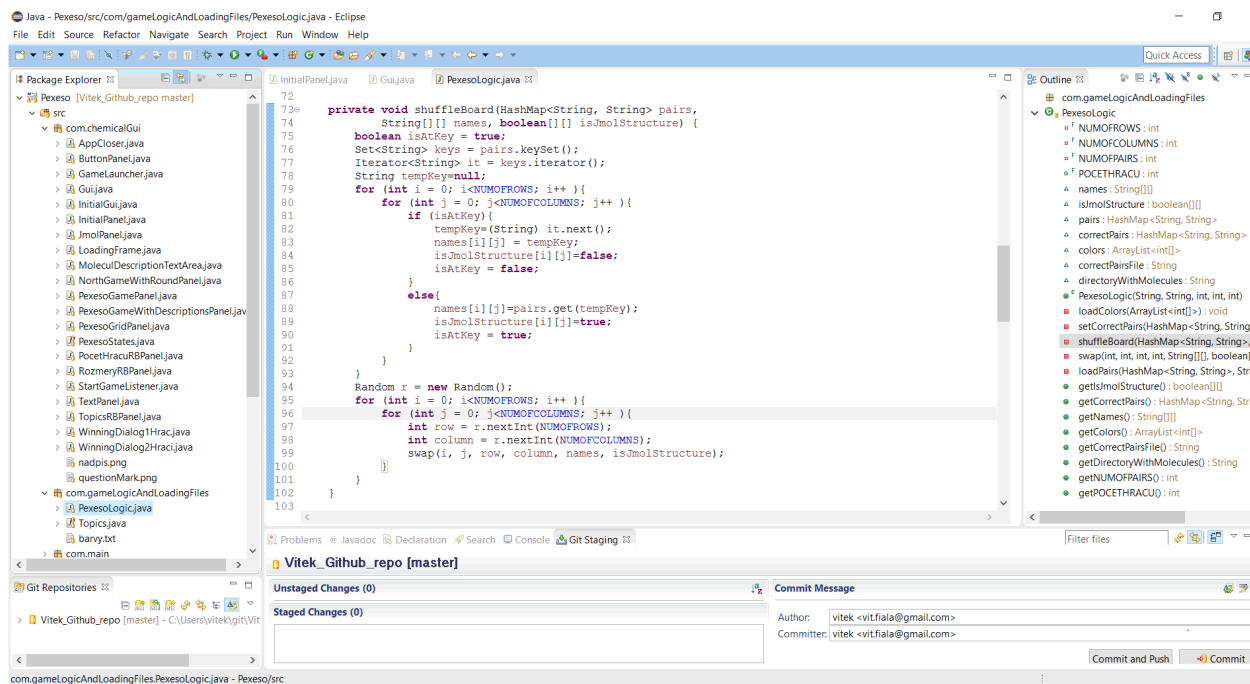 Java - Pexeso/src/com/gameLogicAndLoadingFiles/PexesoLogic.java - Eclipse
File Edit Source Refactor Navigate Search Project Run Window Help
Quick Access
Package Explorer
Pexeso [Vitek_Github_repo master]
src
com.chemicalGui
AppCloser.java
ButtonPanel.java
GameLauncher.java
Gui.java
InitialGui.java
InitialPanel.java
JmolPanel.java
LoadingFrame.java
MoleculDescriptionTextArea.java
NorthGameWithRoundPanel.java
PexesoGamePanel.java
PexesoGameWithDescriptionsPanel.jav
PexesoGridPanel.java
PexesoStates.java
PocetHracuRBPanel.java
RozmeryRBPanel.java
StartGameListener.java
TextPanel.java
TopicsRBPanel.java
WinningDialog1Hrac.java
WinningDialog2Hraci.java
nadpis.png
questionMark.png
com.gameLogicAndLoadingFiles
PexesoLogic.java
Topics.java
barvy.txt
com.main
Git Repositories
Vitek_Github_repo [master] - C:\Users\vitek\git\Vit
InitialPanel.java Gui.java PexesoLogic.java
72
73 private void shuffleBoard(HashMap<String, String> pairs,
74 String[][] names, boolean[][] isJmolStructure) {
75 boolean isAtKey = true;
76 Set<String> keys = pairs.keySet();
77 Iterator<String> it = keys.iterator();
78 String tempKey=null;
79 for (int i = 0; i<NUMOFROWS; i++ ){
80 for (int j = 0; j<NUMOFCOLUMNS; j++ ){
81 if (isAtKey){
82 tempKey=(String) it.next();
83 names[i][j] = tempKey;
84 isJmolStructure[i][j]=false;
85 isAtKey = false;
86 }
87 else{
88 names[i][j]=pairs.get(tempKey);
89 isJmolStructure[i][j]=true;
90 isAtKey = true;
91 }
92 }
93 }
94 Random r = new Random();
95 for (int i = 0; i<NUMOFROWS; i++ ){
96 for (int j = 0; j<NUMOFCOLUMNS; j++ ){
97 int row = r.nextInt(NUMOFROWS);
98 int column = r.nextInt(NUMOFCOLUMNS);
99 swap(i, j, row, column, names, isJmolStructure);
100 }
101 }
102 }
103
Outline
com.gameLogicAndLoadingFiles
PexesoLogic
NUMOFROWS : int
NUMOFCOLUMNS : int
NUMOFPAIRS : int
POCETHRACU : int
names : String[][]
isJmolStructure : boolean[][]
pairs : HashMap<String, String>
correctPairs : HashMap<String, String>
colors : ArrayList<int[]>
correctPairsFile : String
directoryWithMolecules : String
PexesoLogic(String, String, int, int, int)
loadColors(ArrayList<int[]>) : void
setCorrectPairs(HashMap<String, String
shuffleBoard(HashMap<String, String>,
swap(int, int, int, int, String[][], boolean[
loadPairs(HashMap<String, String>, Str
getIsJmolStructure() : boolean[][]
getCorrectPairs() : HashMap<String, Str
getNames() : String[][]
getColors() : ArrayList<int[]>
getCorrectPairsFile() : String
getDirectoryWithMolecules() : String
getNUMOFPAIRS() : int
getPOCETHRACU() : int
Problems Javadoc Declaration Search Console Git Staging
Filter files
Vitek_Github_repo [master]
Unstaged Changes (0)
Staged Changes (0)
Commit Message
Author: vitek <vit.fiala@gmail.com>
Committer: vitek <vit.fiala@gmail.com>
Commit and Push Commit
com.gameLogicAndLoadingFiles.PexesoLogic.java - Pexeso/src